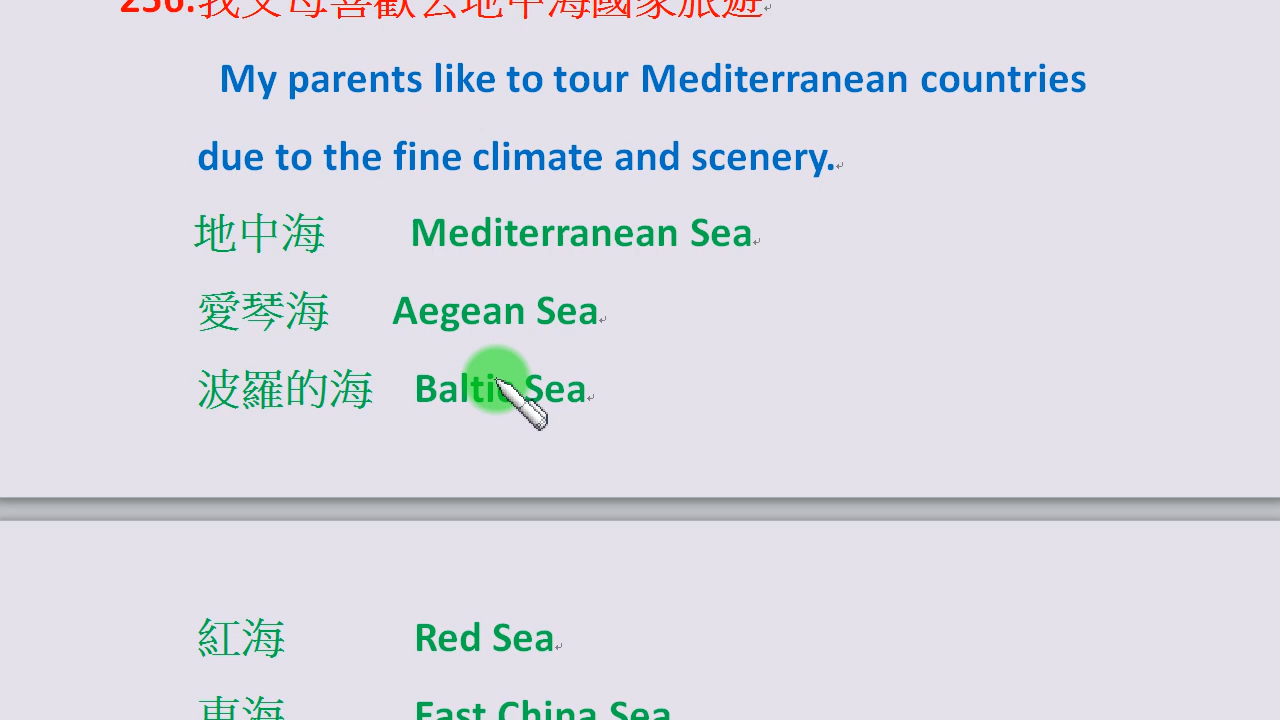 236.我父母喜歡去地中海國家旅遊
My parents like to tour Mediterranean countries
due to the fine climate and scenery.
地中海 Mediterranean Sea
愛琴海 Aegean Sea
波羅的海 Baltic Sea
紅海 Red Sea
東海 East China Sea